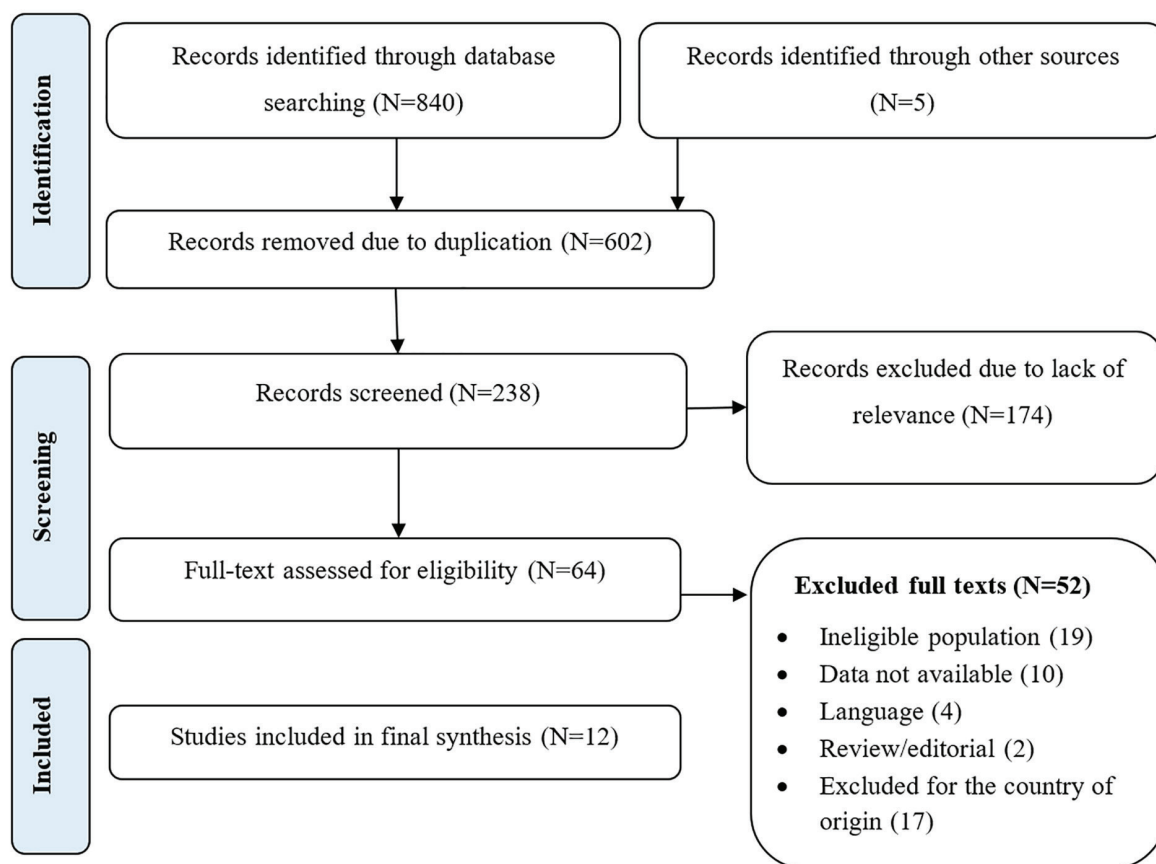 Identification
Records identified through database
searching (N=840)
Records identified through other sources
(N=5)
Records removed due to duplication (N=602)
Screening
Records screened (N=238)
Records excluded due to lack of
relevance (N=174)
Full-text assessed for eligibility (N=64)
Excluded full texts (N=52)
• Ineligible population (19)
• Data not available (10)
• Language (4)
• Review/editorial (2)
• Excluded for the country of
origin (17)
Included
Studies included in final synthesis (N=12)